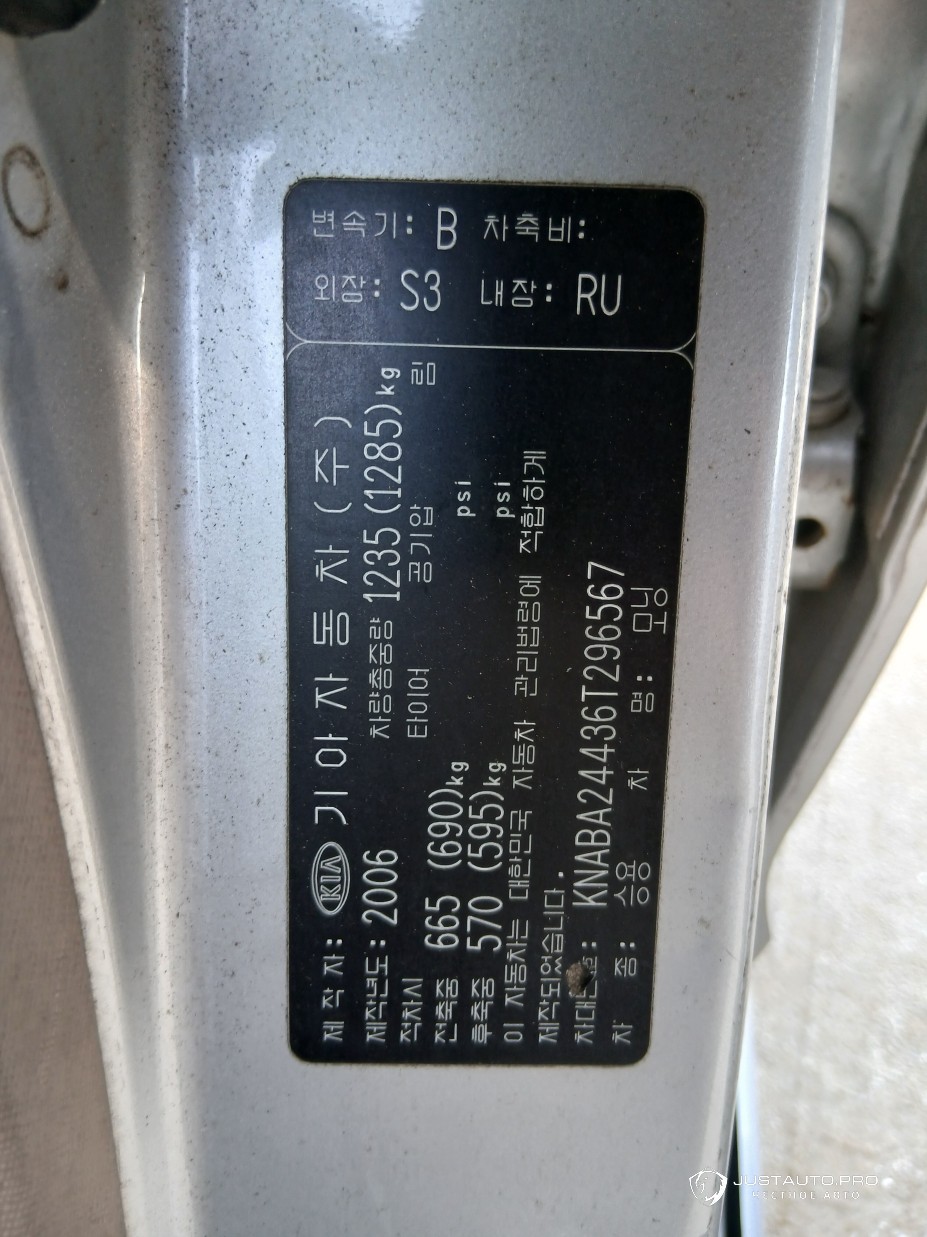 변속기: B 차축비:
외장: S3 내장: RU
제 작 자: KIA 기 아 자 동 차 (주)
제작년도: 2006 차량총중량 1235(1285)kg
적차시 타이어 공기압 림
전축중 665 (690)kg psi
후축중 570 (595)kg psi
이 자동차는 대한민국 자동차 관리법령에 적합하게
제작되었습니다.
KNABA24436T296567
차 종: 승용 차 명: 모닝
JUSTAUTO.PRO
ЧЕСТНОЕ АВТО